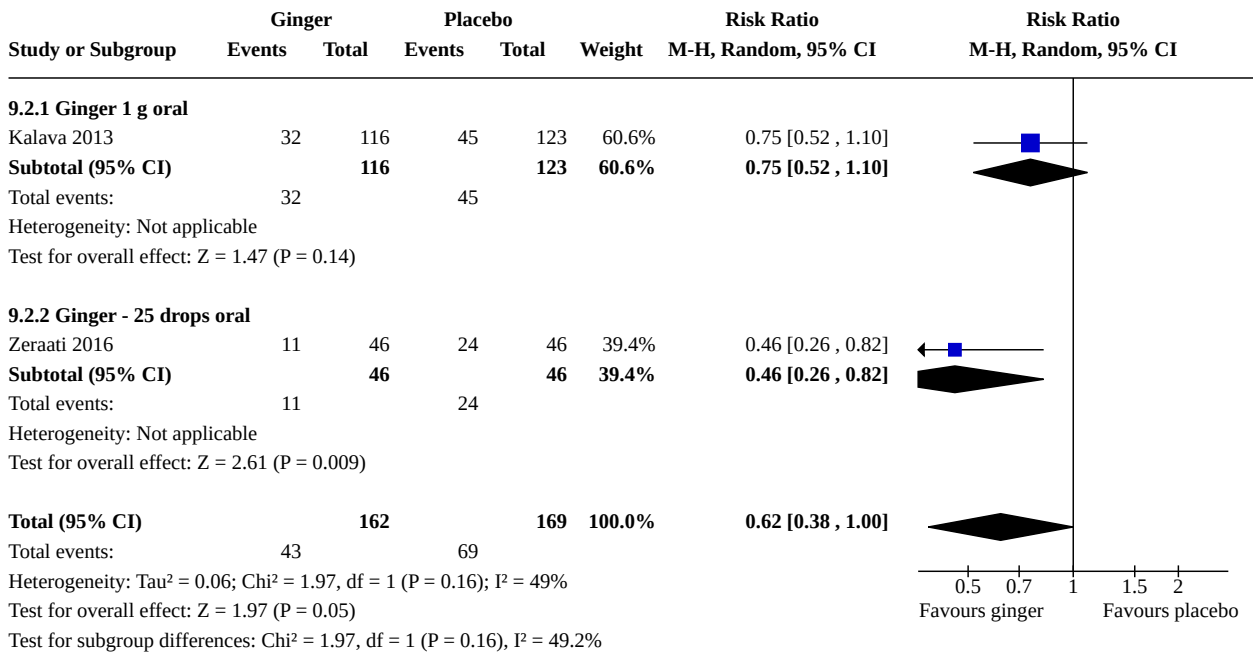 Ginger Placebo Risk Ratio Risk Ratio
Study or Subgroup Events Total Events Total Weight M-H, Random, 95% CI M-H, Random, 95% CI
9.2.1 Ginger 1 g oral
Kalava 2013 32 116 45 123 60.6% 0.75 [0.52 , 1.10]
Subtotal (95% CI) 116 123 60.6% 0.75 [0.52 , 1.10]
Total events: 32 45
Heterogeneity: Not applicable
Test for overall effect: Z = 1.47 (P = 0.14)
9.2.2 Ginger - 25 drops oral
Zeraati 2016 11 46 24 46 39.4% 0.46 [0.26 , 0.82]
Subtotal (95% CI) 46 46 39.4% 0.46 [0.26 , 0.82]
Total events: 11 24
Heterogeneity: Not applicable
Test for overall effect: Z = 2.61 (P = 0.009)
Total (95% CI) 162 169 100.0% 0.62 [0.38 , 1.00]
Total events: 43 69
Heterogeneity: Tau² = 0.06; Chi² = 1.97, df = 1 (P = 0.16); I² = 49% 0.5 0.7 1 1.5 2
Test for overall effect: Z = 1.97 (P = 0.05) Favours ginger Favours placebo
Test for subgroup differences: Chi² = 1.97, df = 1 (P = 0.16), I² = 49.2%